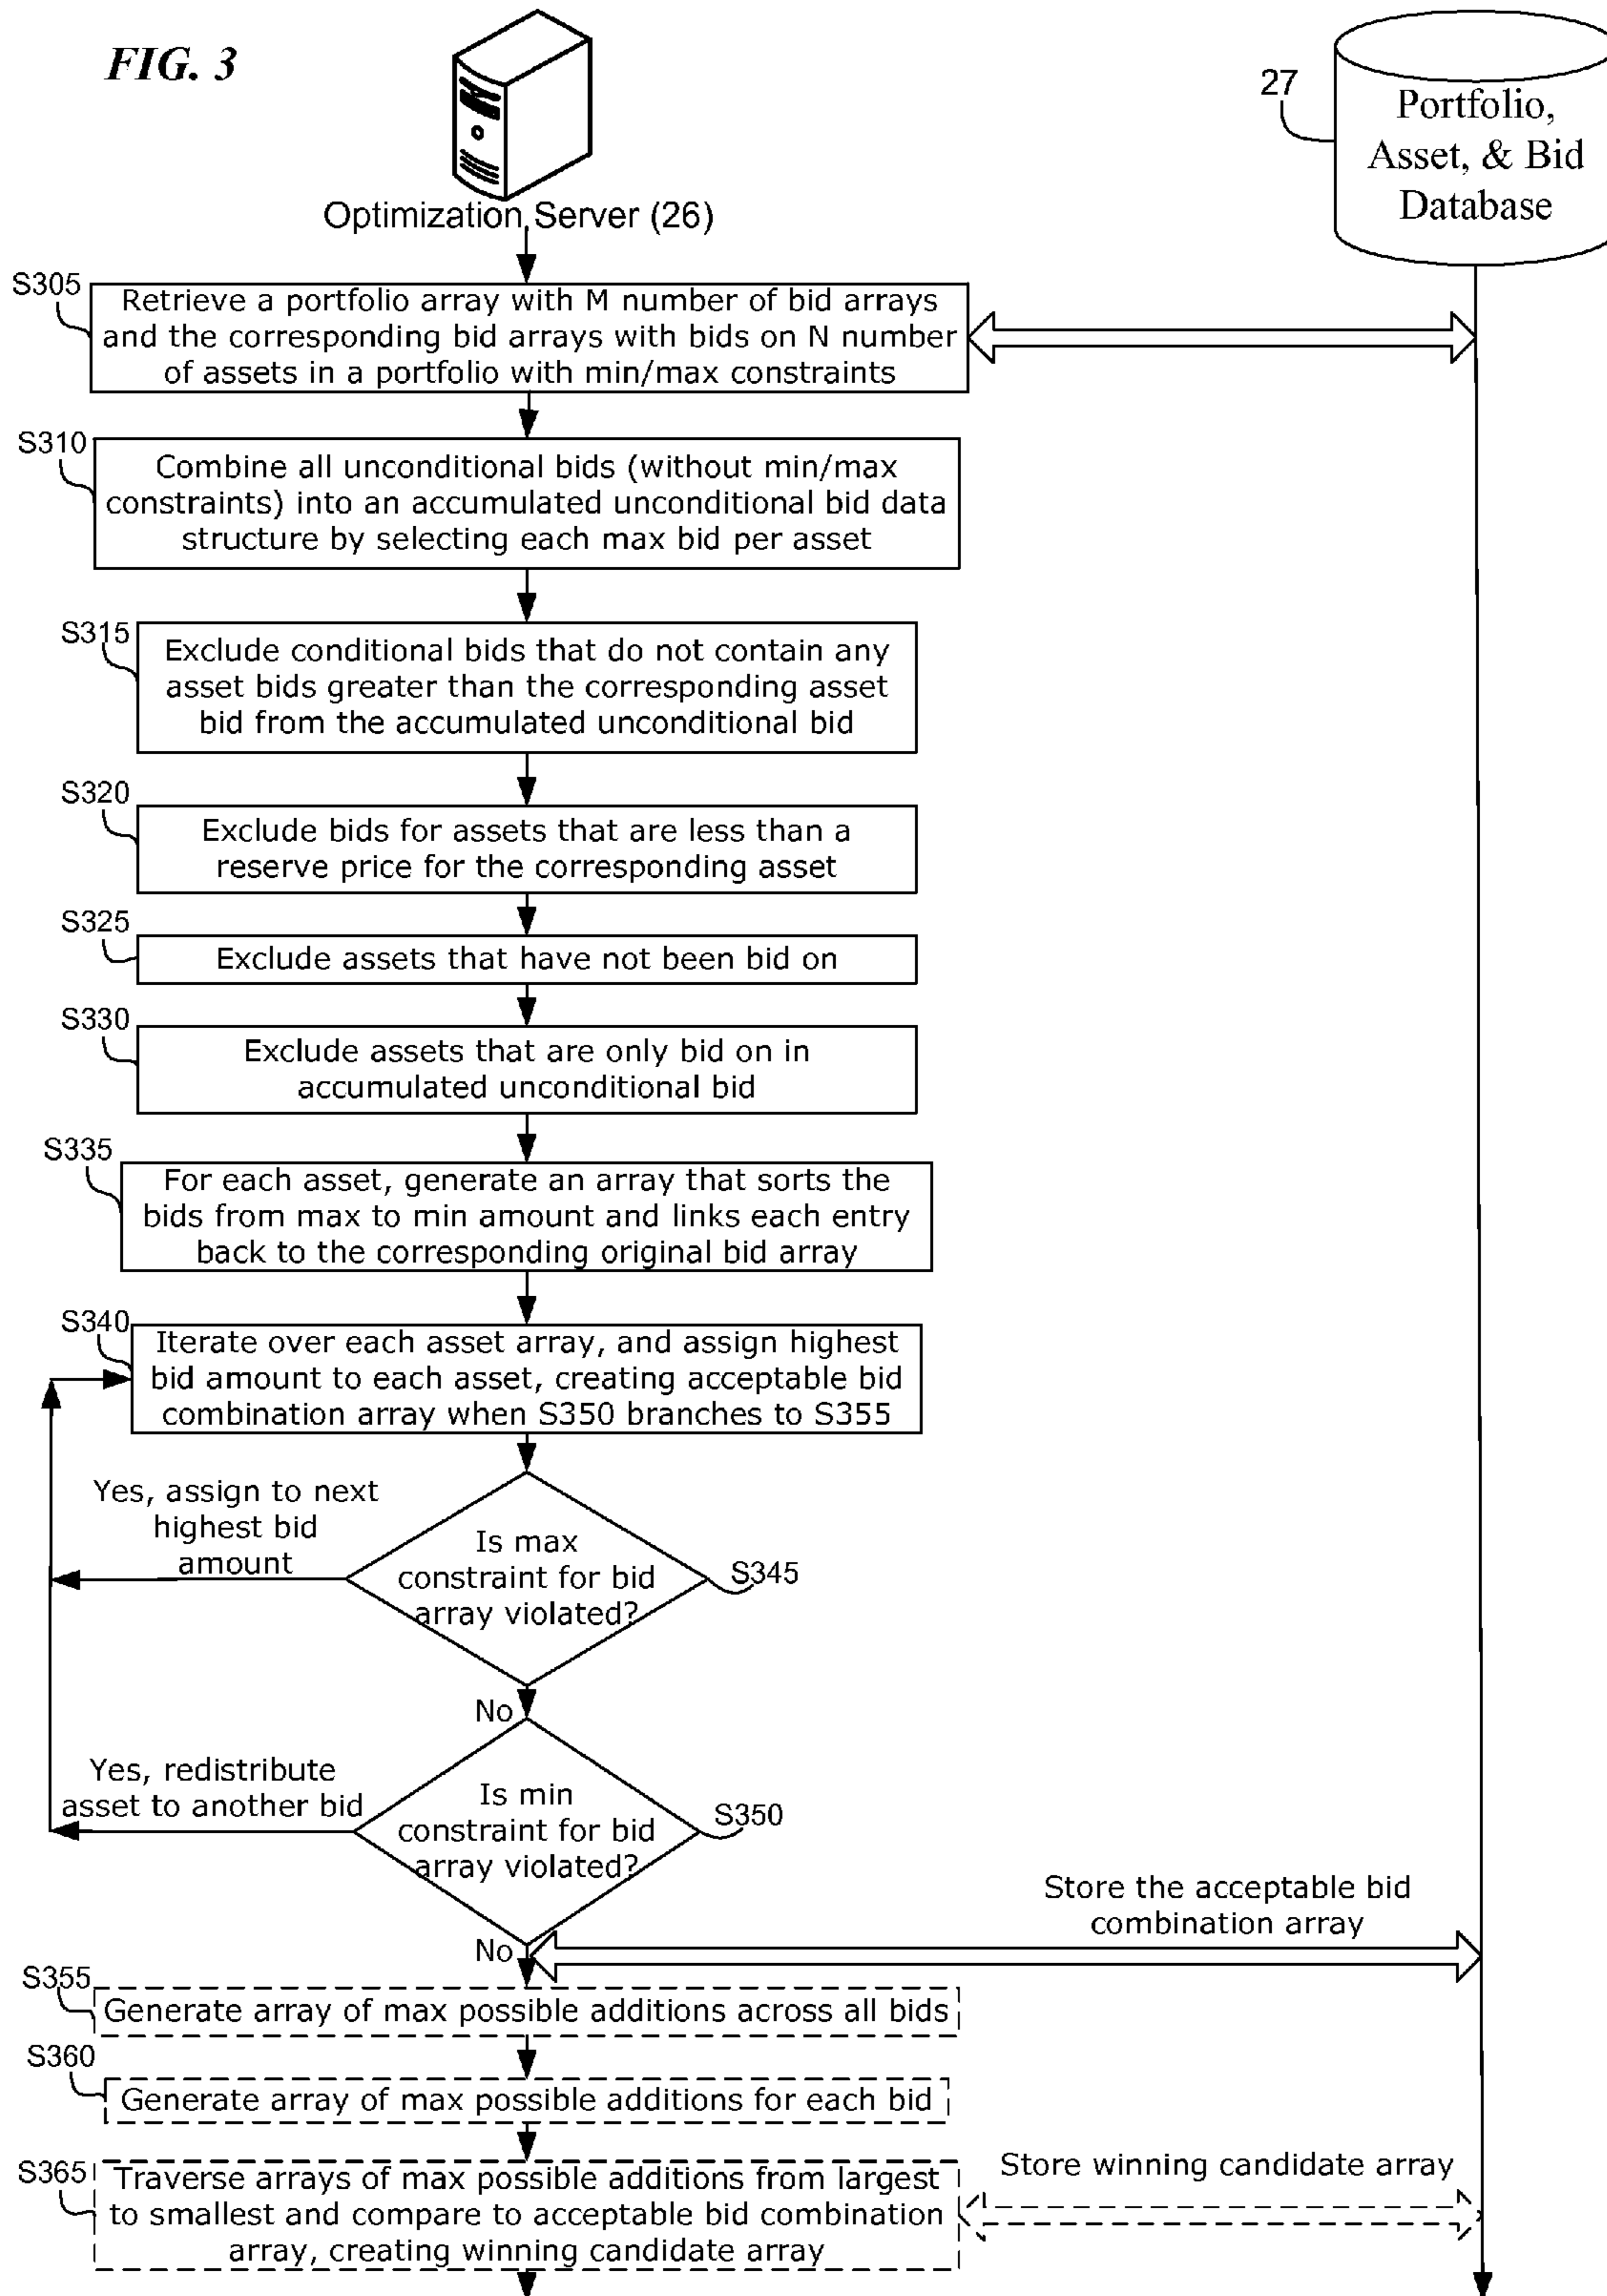 FIG. 3
Optimization Server (26)
27
Portfolio,
Asset, & Bid
Database
S305
Retrieve a portfolio array with M number of bid arrays
and the corresponding bid arrays with bids on N number
of assets in a portfolio with min/max constraints
S310
Combine all unconditional bids (without min/max
constraints) into an accumulated unconditional bid data
structure by selecting each max bid per asset
S315
Exclude conditional bids that do not contain any
asset bids greater than the corresponding asset
bid from the accumulated unconditional bid
S320
Exclude bids for assets that are less than a
reserve price for the corresponding asset
S325
Exclude assets that have not been bid on
S330
Exclude assets that are only bid on in
accumulated unconditional bid
S335
For each asset, generate an array that sorts the
bids from max to min amount and links each entry
back to the corresponding original bid array
S340
Iterate over each asset array, and assign highest
bid amount to each asset, creating acceptable bid
combination array when S350 branches to S355
Yes, assign to next
highest bid
amount
Is max
constraint for bid
array violated?
S345
No
Yes, redistribute
asset to another bid
Is min
constraint for bid
array violated?
S350
Store the acceptable bid
combination array
No
S355
Generate array of max possible additions across all bids
S360
Generate array of max possible additions for each bid
S365
Traverse arrays of max possible additions from largest
to smallest and compare to acceptable bid combination
array, creating winning candidate array
Store winning candidate array